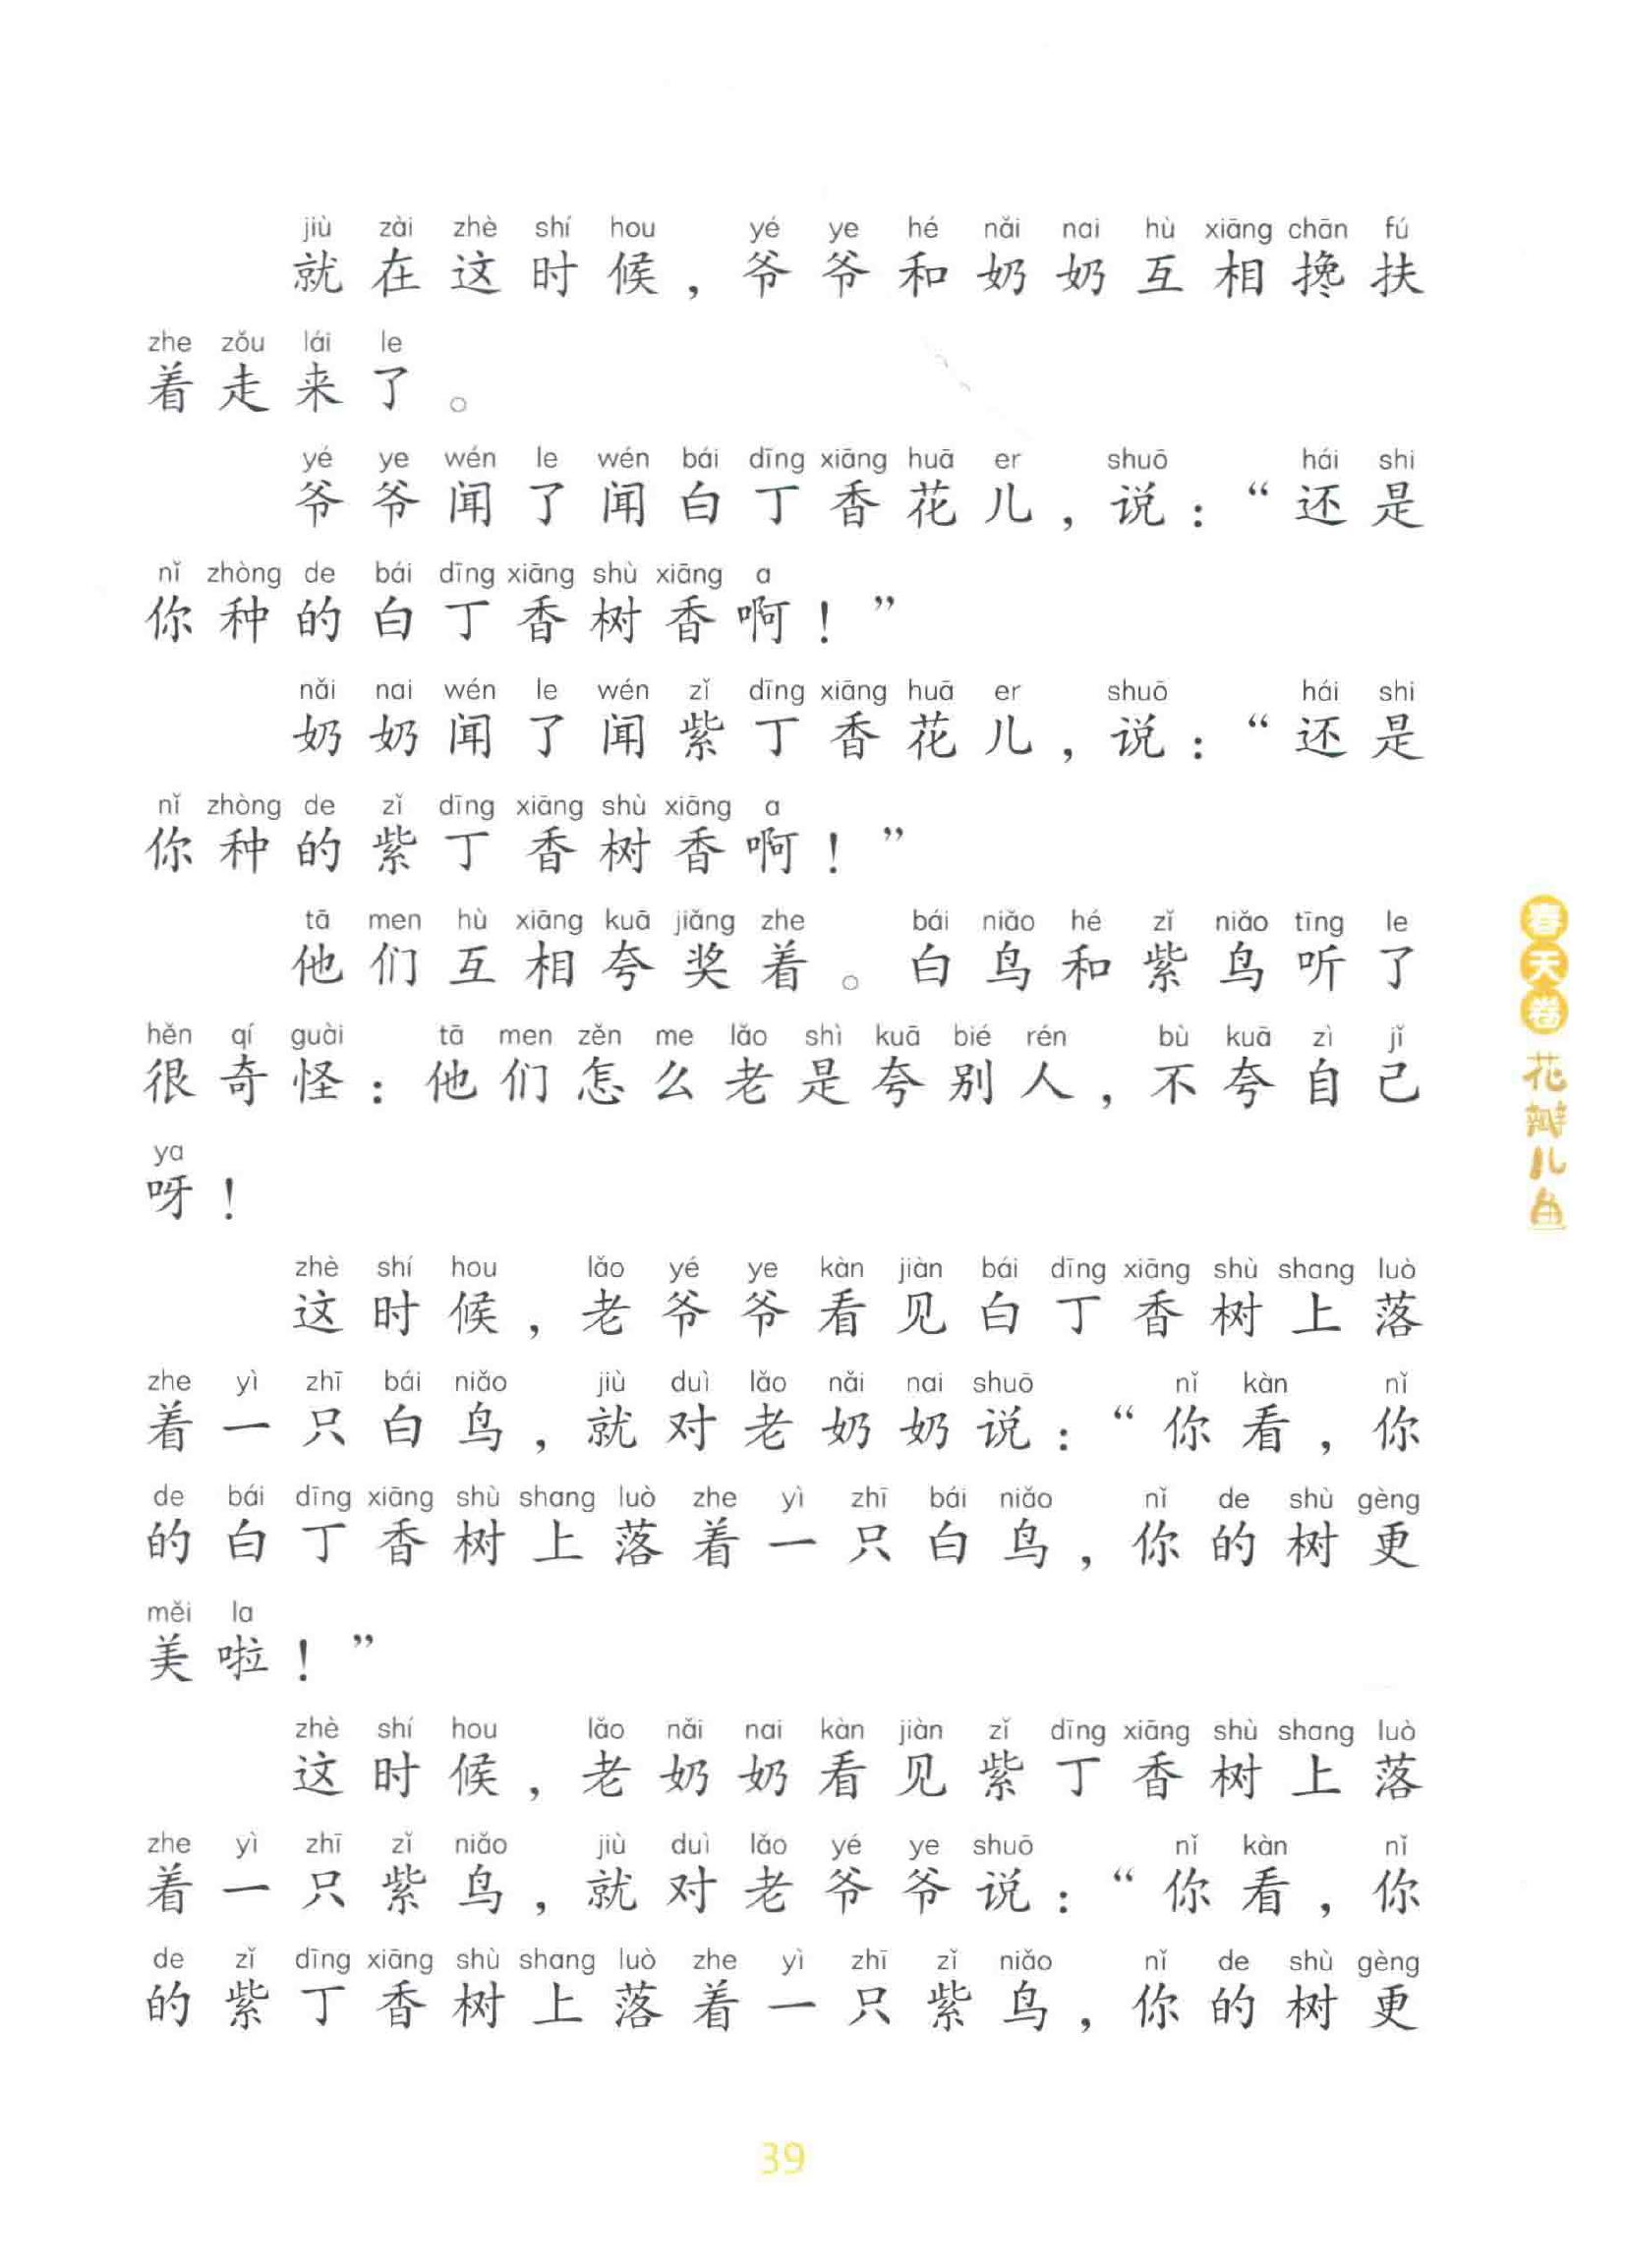 jiù zài zhè shí hou yé ye hé nǎi nai hù xiāng chān fú
就在这时候，爷爷和奶奶互相搀扶
zhe zǒu lái le
着走来了。
yé ye wén le wén bái dīng xiāng huā er shuō hái shi
爷爷闻了闻白丁香花儿，说：“还是
nǐ zhòng de bái dīng xiāng shù xiāng a
你种的白丁香树香啊！”
nǎi nai wén le wén zǐ dīng xiāng huā er shuō hái shi
奶奶闻了闻紫丁香花儿，说：“还是
nǐ zhòng de zǐ dīng xiāng shù xiāng a
你种的紫丁香树香啊！”
tā men hù xiāng kuā jiǎng zhe bái niǎo hé zǐ niǎo tīng le
他们互相夸奖着。白鸟和紫鸟听了
hěn qí guài tā men zěn me lǎo shì kuā bié rén bù kuā zì jǐ
很奇怪：他们怎么老是夸别人，不夸自己
ya
呀！
zhè shí hou lǎo yé ye kàn jiàn bái dīng xiāng shù shang luò
这时候，老爷爷看见白丁香树上落
zhe yì zhī bái niǎo jiù duì lǎo nǎi nai shuō nǐ kàn nǐ
着一只白鸟，就对老奶奶说：“你看，你
de bái dīng xiāng shù shang luò zhe yì zhī bái niǎo nǐ de shù gèng
的白丁香树上落着一只白鸟，你的树更
měi la
美啦！”
zhè shí hou lǎo nǎi nai kàn jiàn zǐ dīng xiāng shù shang luò
这时候，老奶奶看见紫丁香树上落
zhe yì zhī zǐ niǎo jiù duì lǎo yé ye shuō nǐ kàn nǐ
着一只紫鸟，就对老爷爷说：“你看，你
de zǐ dīng xiāng shù shang luò zhe yì zhī zǐ niǎo nǐ de shù gèng
的紫丁香树上落着一只紫鸟，你的树更
春天卷
花瓣儿鱼
39